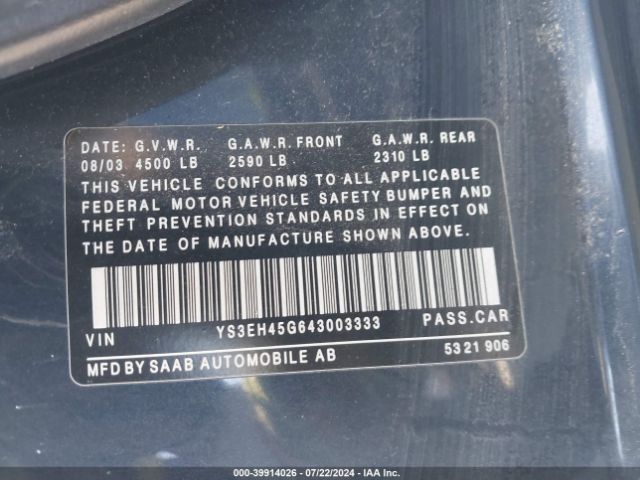 DATE: G.V.W.R. G.A.W.R. FRONT G.A.W.R. REAR
08/03 4500 LB 2590 LB 2310 LB
THIS VEHICLE CONFORMS TO ALL APPLICABLE
FEDERAL MOTOR VEHICLE SAFETY BUMPER AND
THEFT PREVENTION STANDARDS IN EFFECT ON
THE DATE OF MANUFACTURE SHOWN ABOVE.
VIN YS3EH45G643003333 PASS.CAR
MFD BY SAAB AUTOMOBILE AB 5321906
000-39914026 - 07/22/2024 - IAA Inc.